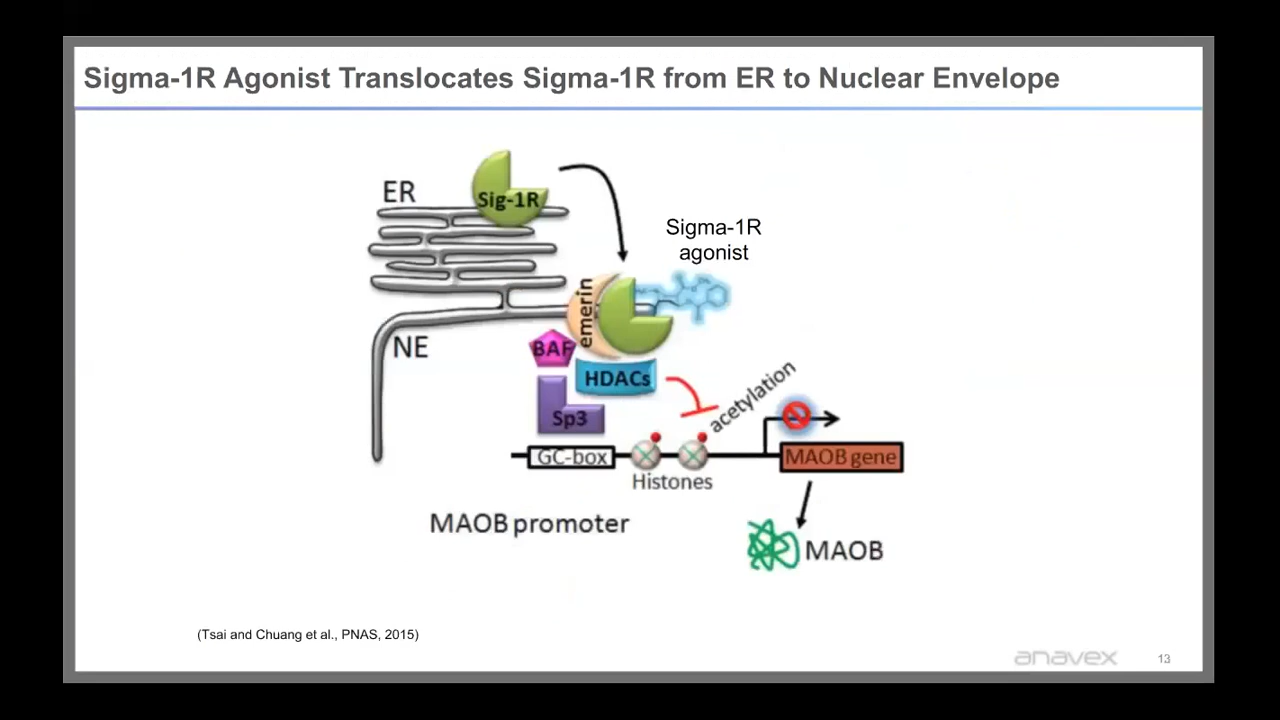 Sigma-1R Agonist Translocates Sigma-1R from ER to Nuclear Envelope
ER
Sig-1R
Sigma-1R
agonist
emerin
NE
BAF
HDACs
acetylation
Sp3
GC-box
MAOB gene
Histones
MAOB promoter
MAOB
(Tsai and Chuang et al., PNAS, 2015)
anavex
13